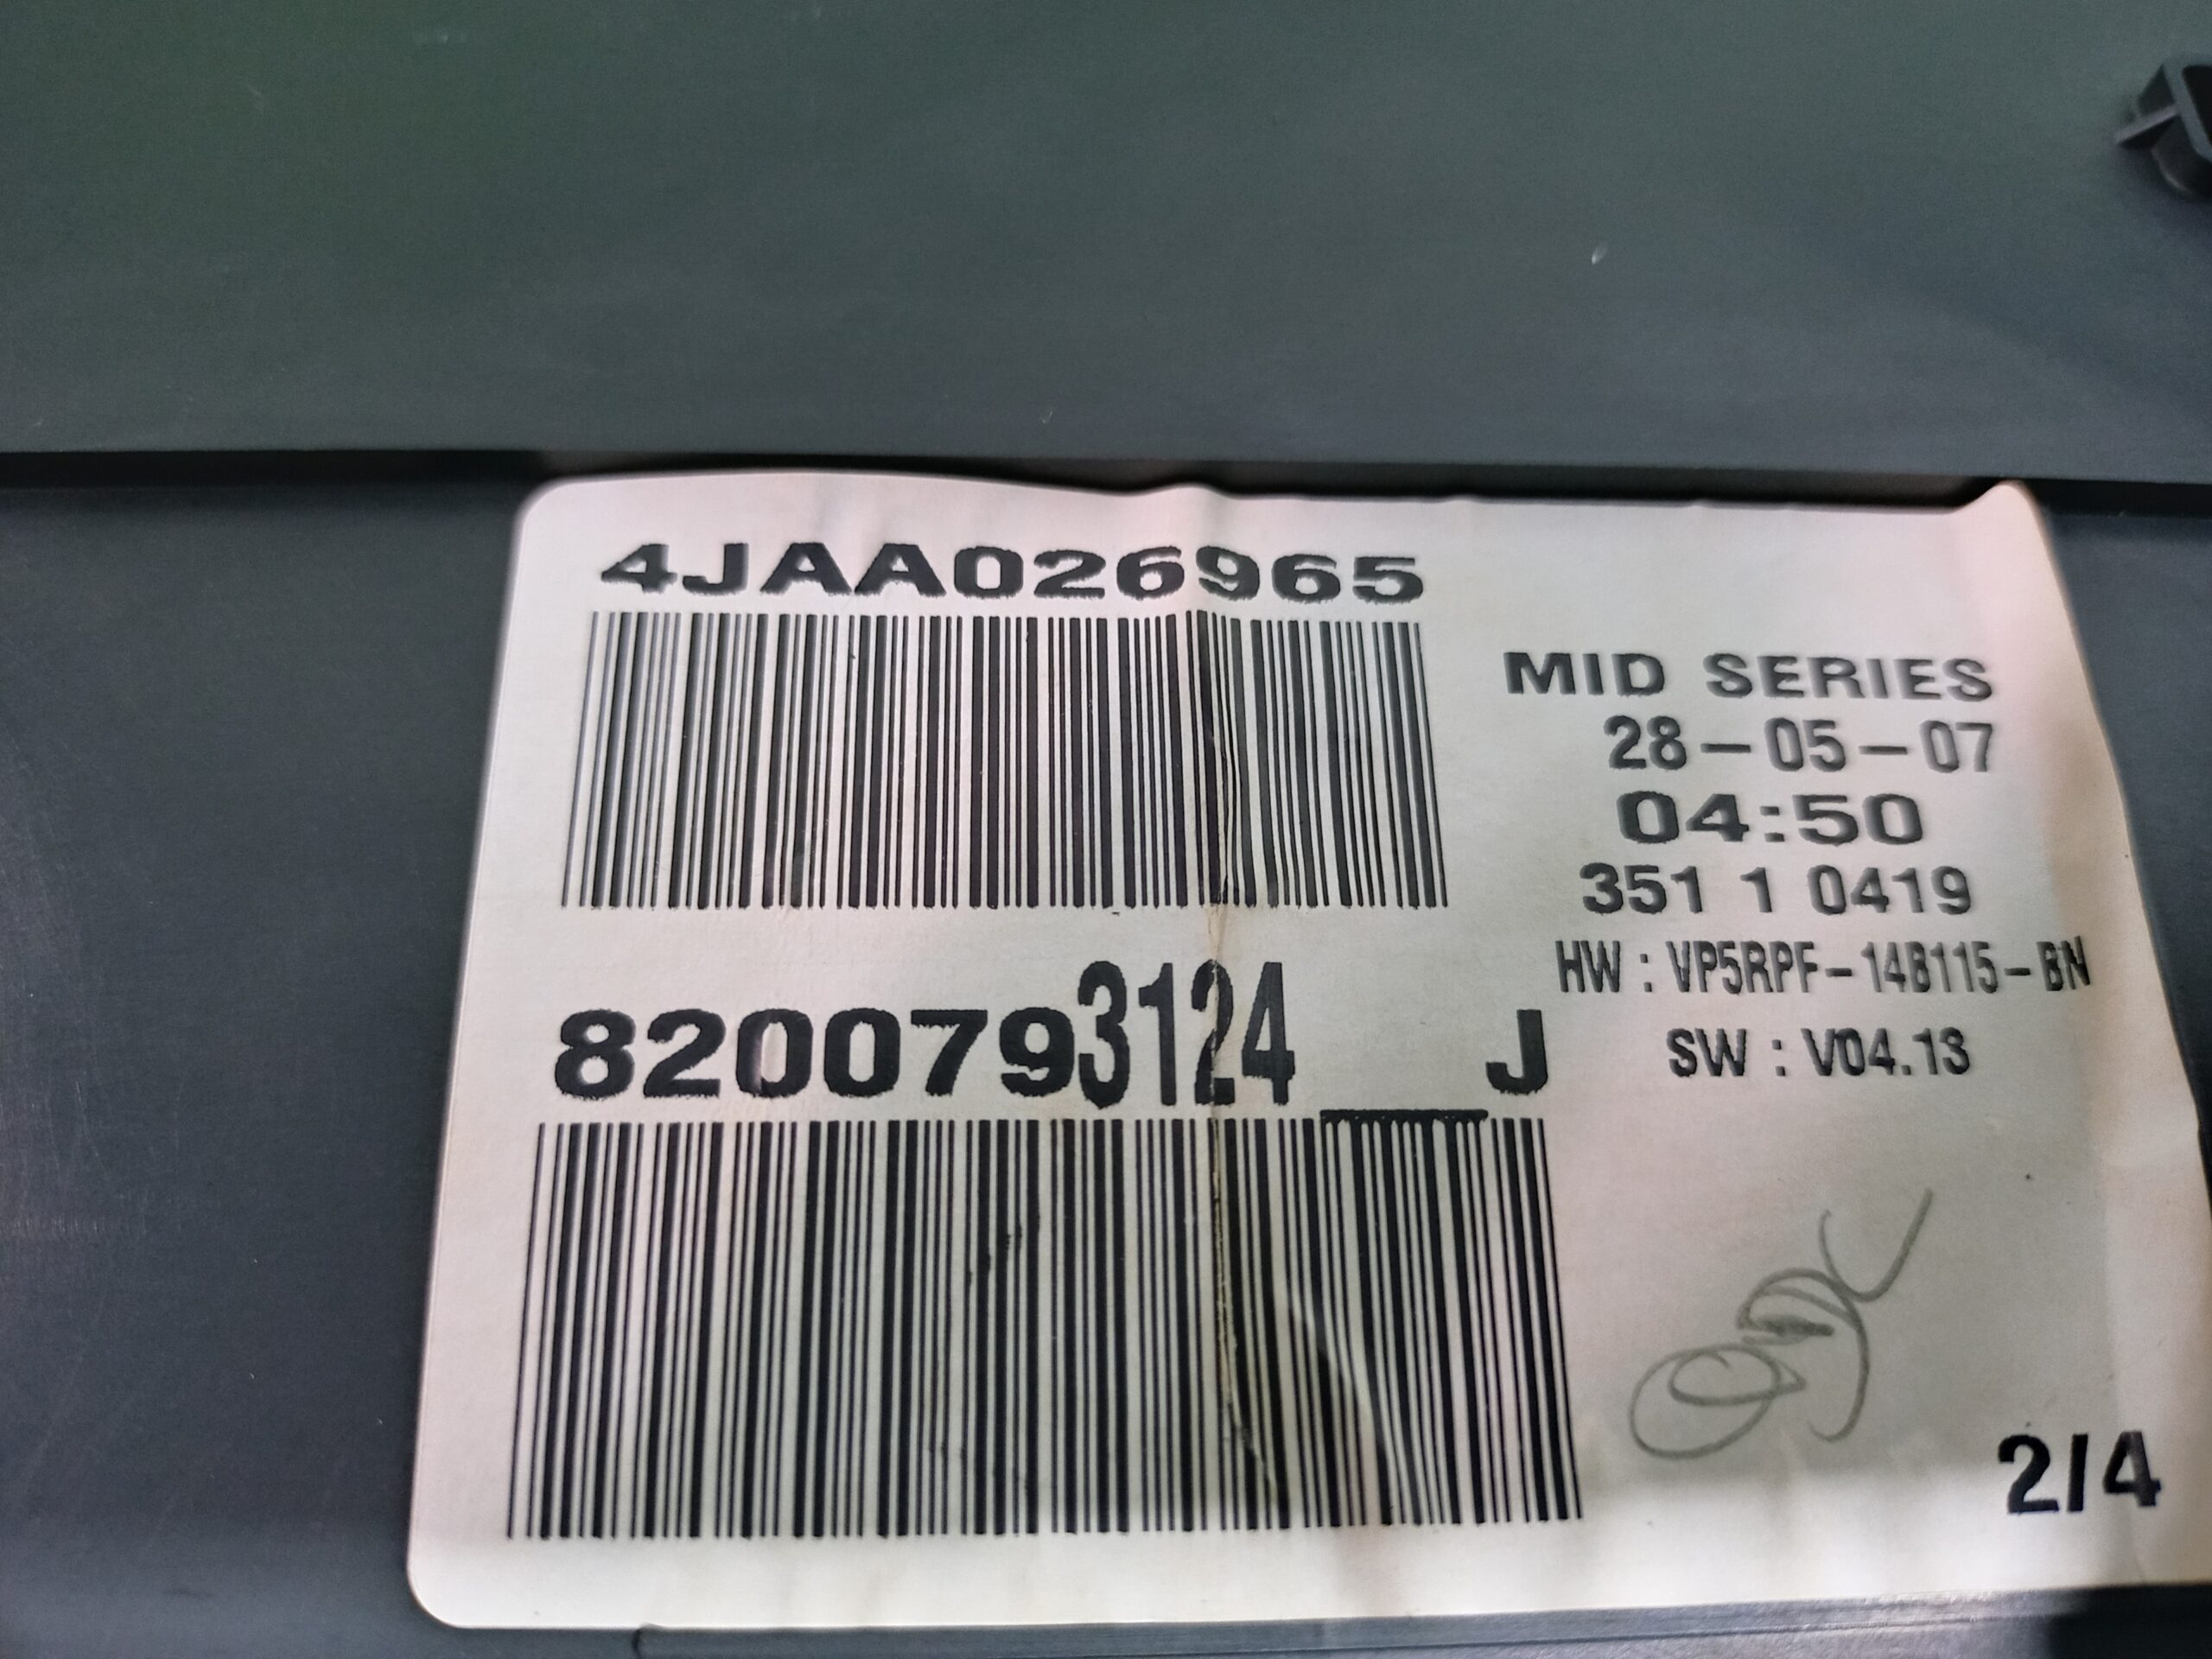 4JAA026965
MID SERIES
28-05-07
04:50
351 1 0419
HW : VP5RPF-14B115-BN
8200793124__J
SW : V04.13
2/4